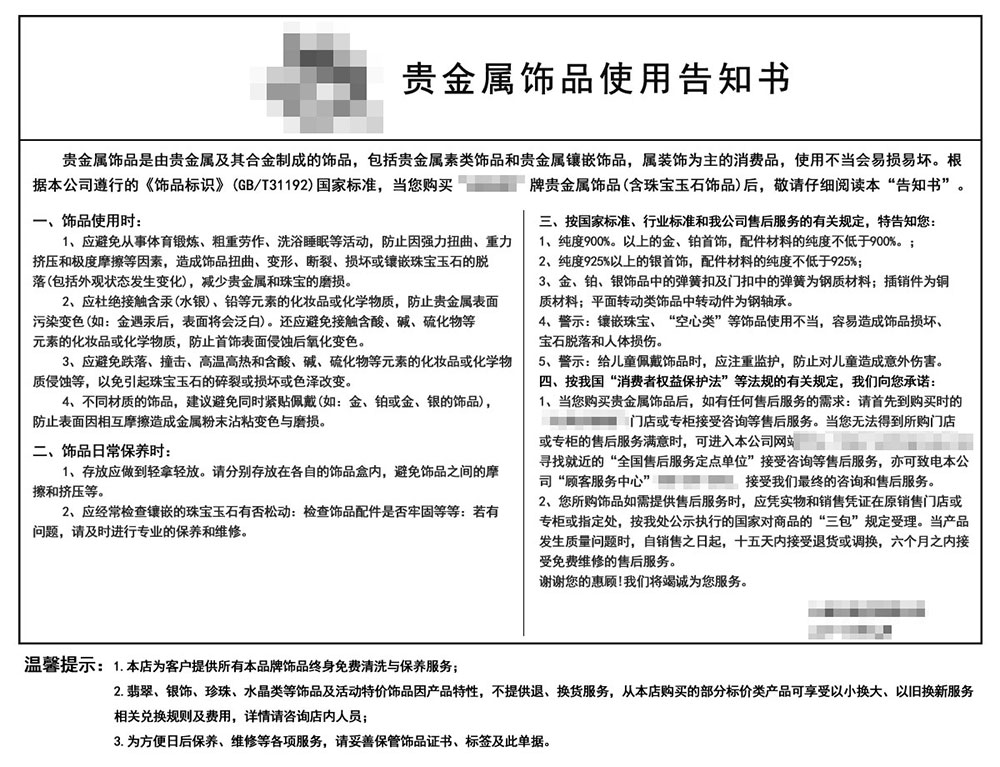 贵金属饰品使用告知书
贵金属饰品是由贵金属及其合金制成的饰品，包括贵金属素类饰品和贵金属镶嵌饰品，属装饰为主的消费品，使用不当会易损易坏。根
据本公司遵行的《饰品标识》(GB/T31192)国家标准，当您购买 牌贵金属饰品(含珠宝玉石饰品)后，敬请仔细阅读本“告知书”。
一、饰品使用时：
1、应避免从事体育锻炼、粗重劳作、洗浴睡眠等活动，防止因强力扭曲、重力
挤压和极度摩擦等因素，造成饰品扭曲、变形、断裂、损坏或镶嵌珠宝玉石的脱
落(包括外观状态发生变化)，减少贵金属和珠宝的磨损。
2、应杜绝接触含汞(水银)、铅等元素的化妆品或化学物质，防止贵金属表面
污染变色(如：金遇汞后，表面将会泛白)。还应避免接触含酸、碱、硫化物等
元素的化妆品或化学物质，防止首饰表面侵蚀后氧化变色。
3、应避免跌落、撞击、高温高热和含酸、碱、硫化物等元素的化妆品或化学物
质侵蚀等，以免引起珠宝玉石的碎裂或损坏或色泽改变。
4、不同材质的饰品，建议避免同时紧贴佩戴(如：金、铂或金、银的饰品)，
防止表面因相互摩擦造成金属粉末沾粘变色与磨损。
二、饰品日常保养时：
1、存放应做到轻拿轻放。请分别存放在各自的饰品盒内，避免饰品之间的摩
擦和挤压等。
2、应经常检查镶嵌的珠宝玉石有否松动：检查饰品配件是否牢固等等：若有
问题，请及时进行专业的保养和维修。
三、按国家标准、行业标准和我公司售后服务的有关规定，特告知您：
1、纯度900‰以上的金、铂首饰，配件材料的纯度不低于900‰；
2、纯度925‰以上的银首饰，配件材料的纯度不低于925‰；
3、金、铂、银饰品中的弹簧扣及门扣中的弹簧为钢质材料；插销件为铜
质材料；平面转动类饰品中转动件为钢轴承。
4、警示：镶嵌珠宝、“空心类”等饰品使用不当，容易造成饰品损坏、
宝石脱落和人体损伤。
5、警示：给儿童佩戴饰品时，应注重监护，防止对儿童造成意外伤害。
四、按我国“消费者权益保护法”等法规的有关规定，我们向您承诺：
1、当您购买贵金属饰品后，如有任何售后服务的需求：请首先到购买时的
门店或专柜接受咨询等售后服务。当您无法得到所购门店
或专柜的售后服务满意时，可进入本公司网站
寻找就近的“全国售后服务定点单位”接受咨询等售后服务，亦可致电本公
司“顾客服务中心” 接受我们最终的咨询和售后服务。
2、您所购饰品如需提供售后服务时，应凭实物和销售凭证在原销售门店或
专柜或指定处，按我处公示执行的国家对商品的“三包”规定受理。当产品
发生质量问题时，自销售之日起，十五天内接受退货或调换，六个月之内接
受免费维修的售后服务。
谢谢您的惠顾!我们将竭诚为您服务。
温馨提示：1.本店为客户提供所有本品牌饰品终身免费清洗与保养服务；
2.翡翠、银饰、珍珠、水晶类等饰品及活动特价饰品因产品特性，不提供退、换货服务，从本店购买的部分标价类产品可享受以小换大、以旧换新服务
相关兑换规则及费用，详情请咨询店内人员；
3.为方便日后保养、维修等各项服务，请妥善保管饰品证书、标签及此单据。